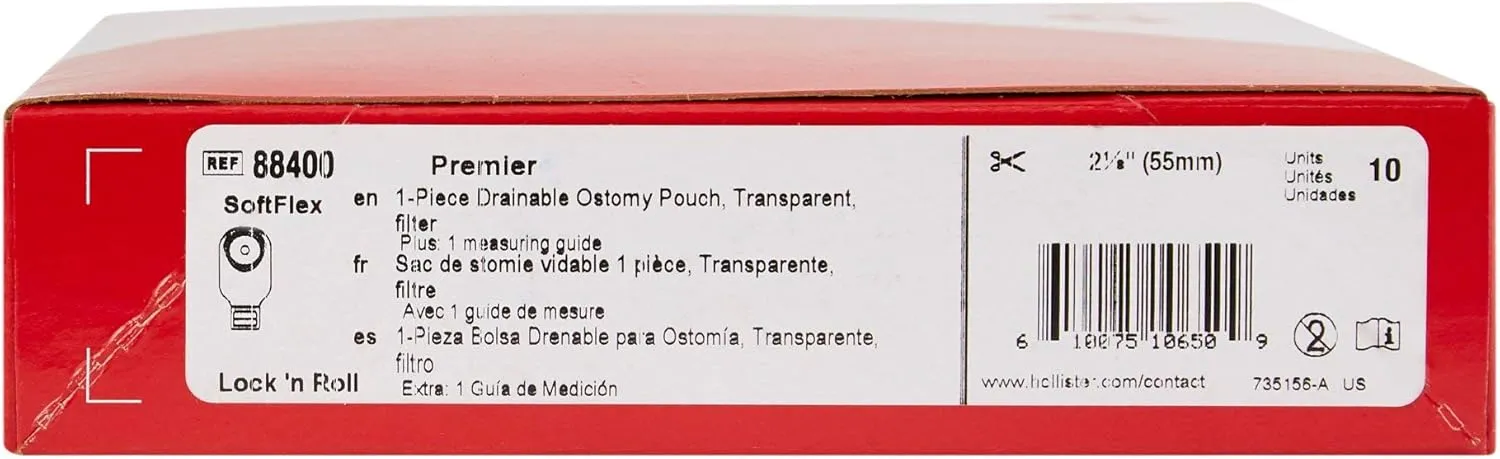 REF 88400
SoftFlex
Lock 'n Roll
Premier
en 1-Piece Drainable Ostomy Pouch, Transparent,
filter
Plus: 1 measuring guide
fr Sac de stomie vidable 1 pièce, Transparente,
filtre
Avec 1 guide de mesure
es 1-Pieza Bolsa Drenable para Ostomía, Transparente,
filtro
Extra: 1 Guía de Medición
2⅛" (55mm)
Units
Unités
Unidades
10
6 10075 10650 9
2
i
www.hollister.com/contact
735156-A US